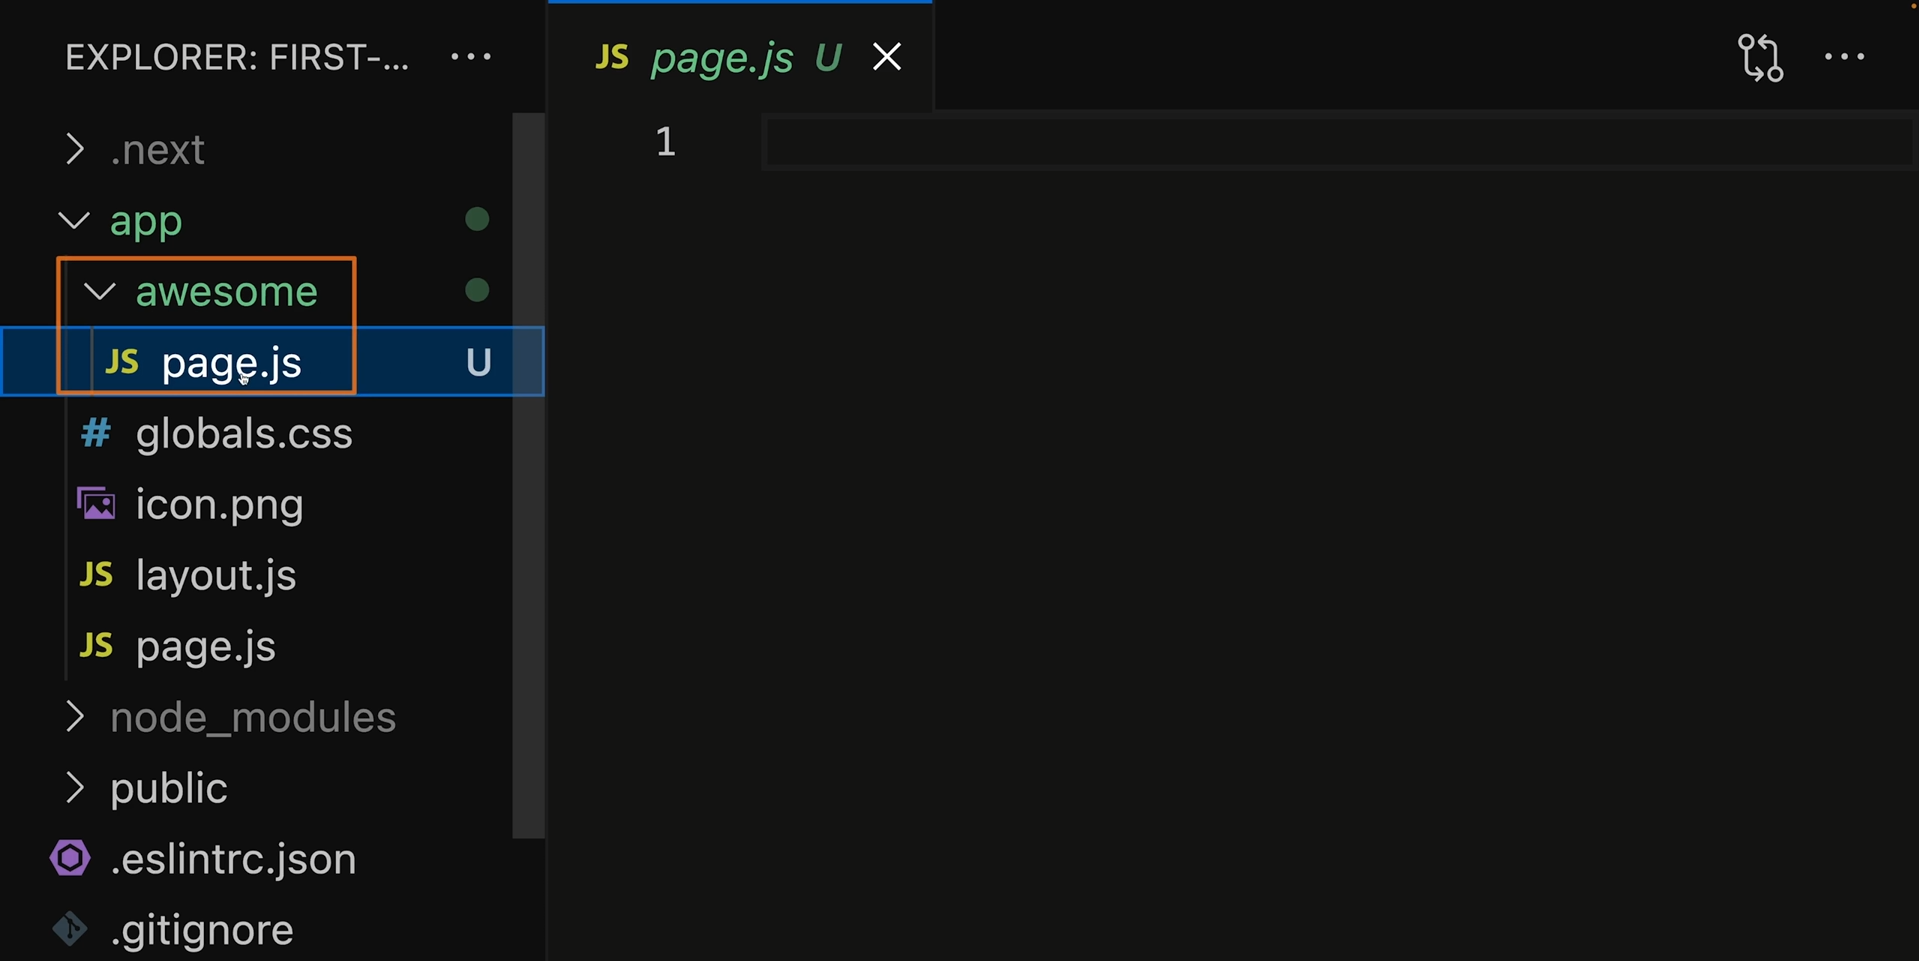 EXPLORER: FIRST-...
.next
app
awesome
JS page.js U
# globals.css
icon.png
JS layout.js
JS page.js
node_modules
public
.eslintrc.json
.gitignore
JS page.js U
1